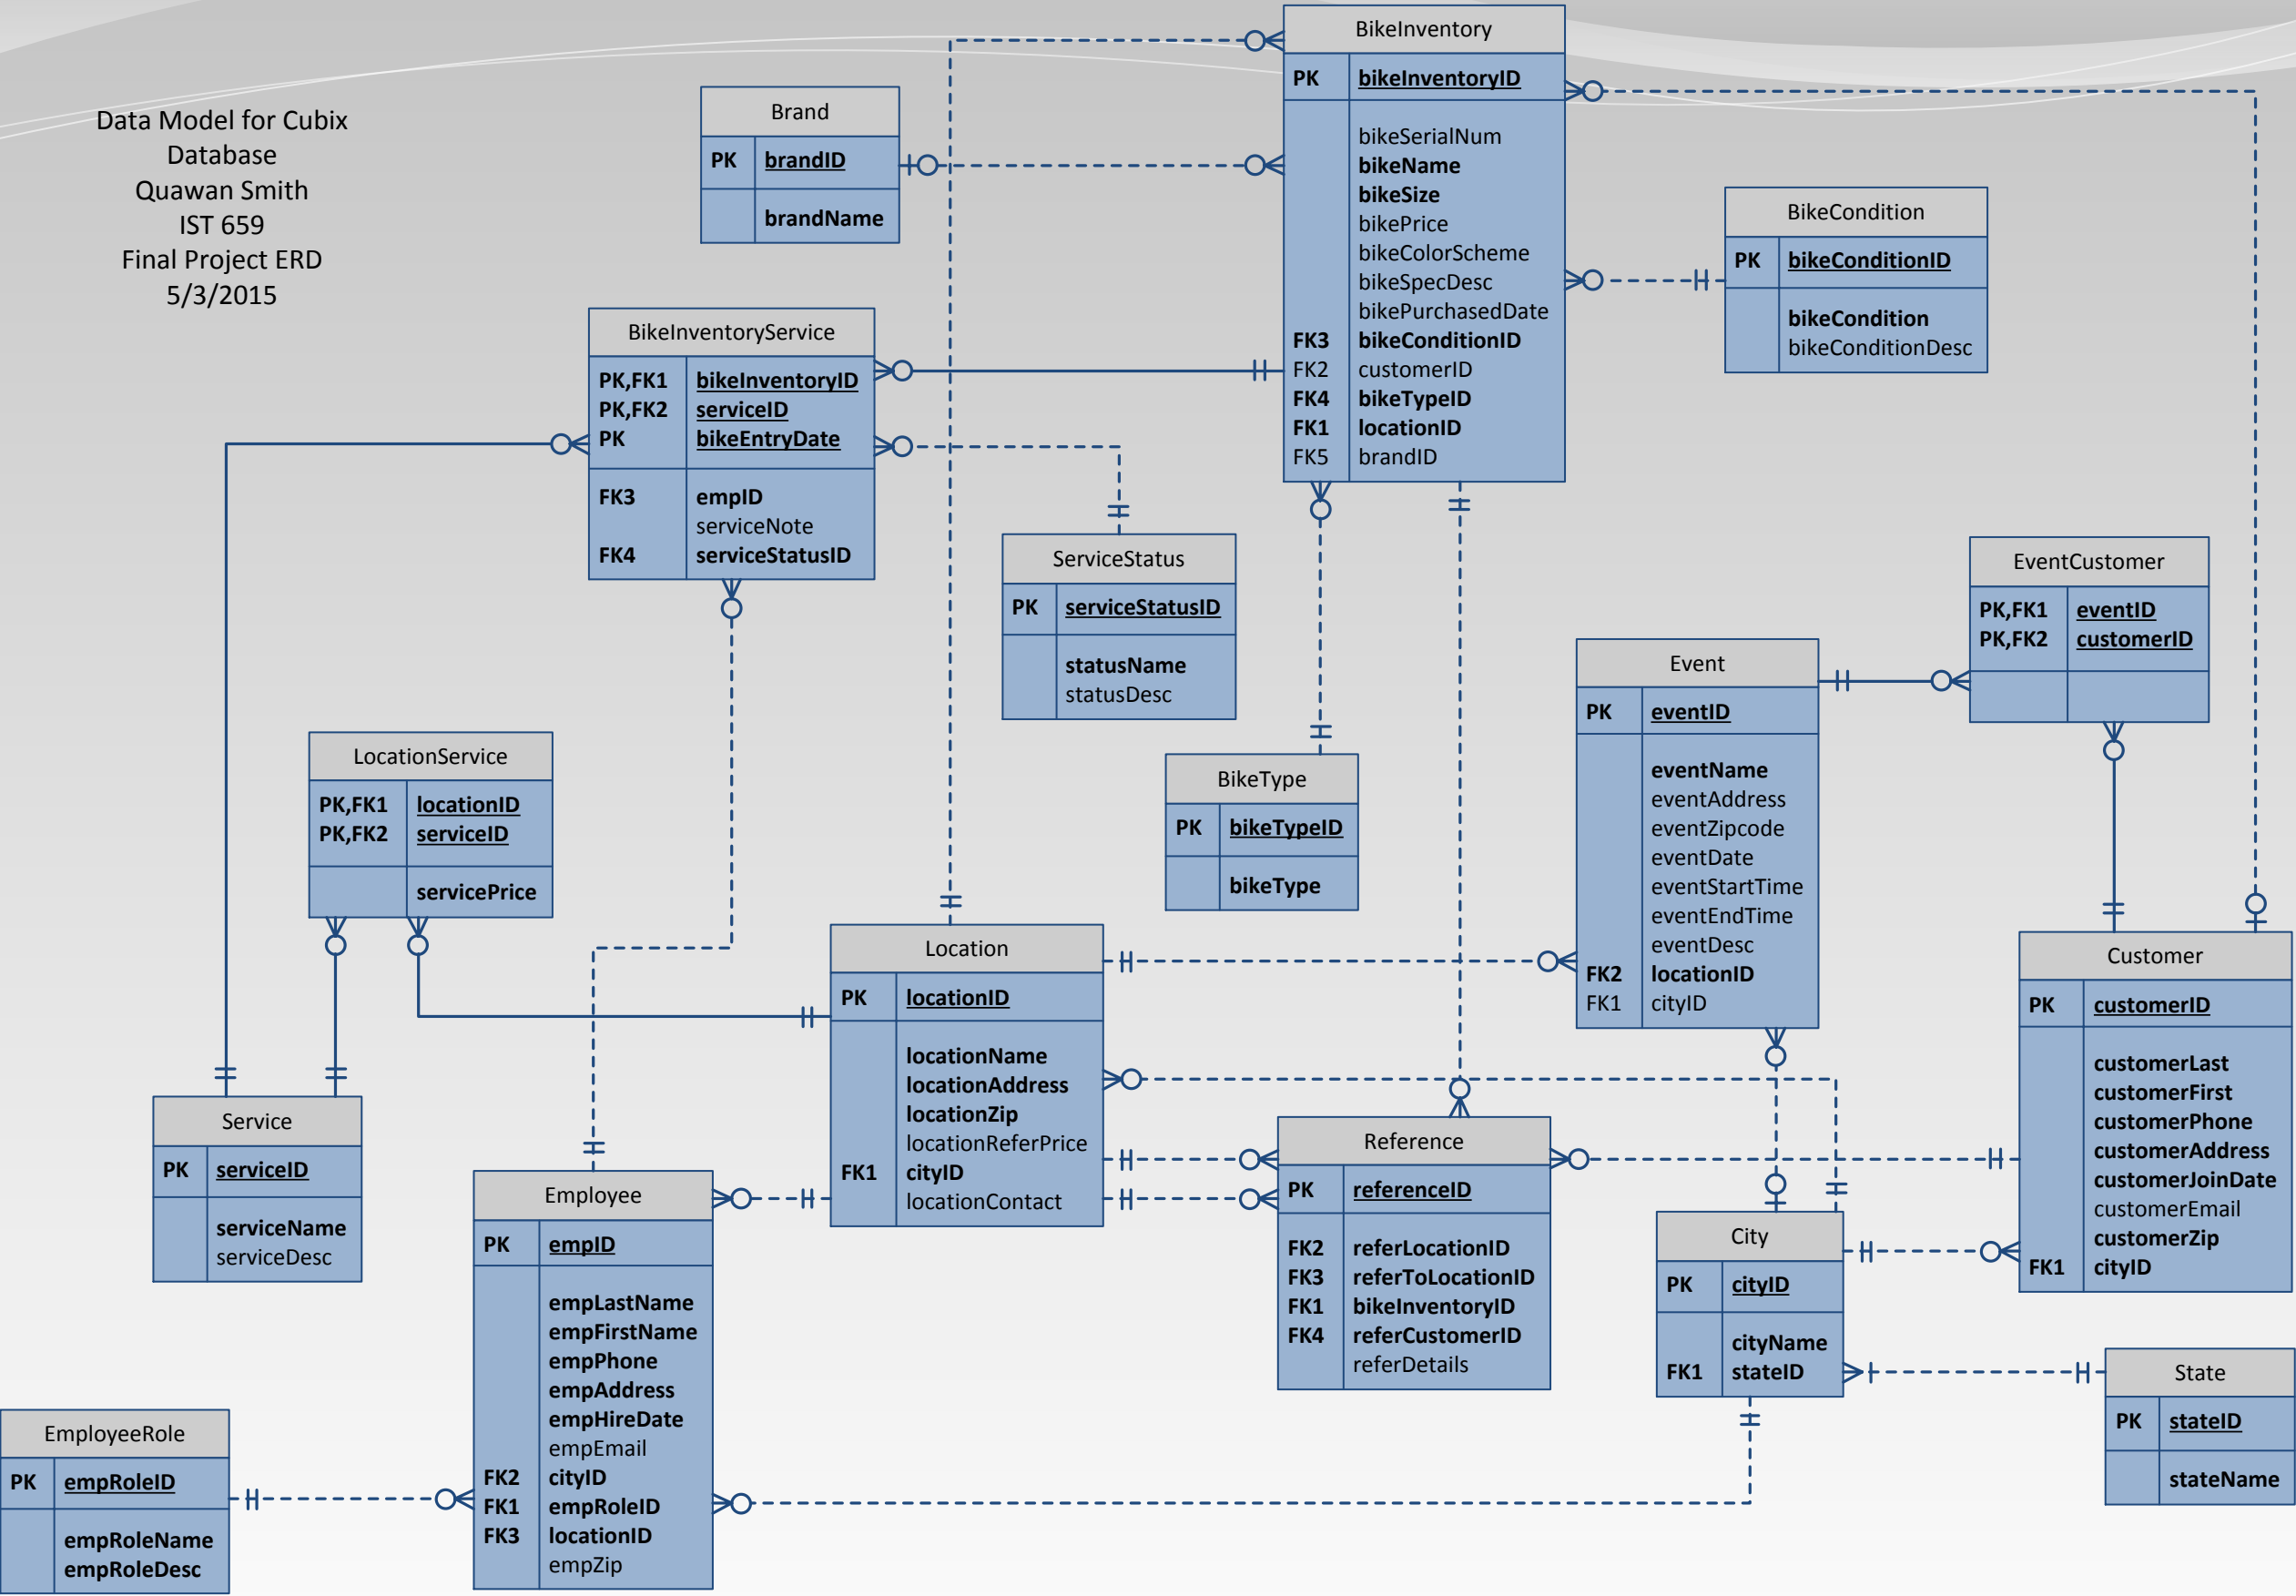 Data Model for Cubix
Database
Quawan Smith
IST 659
Final Project ERD
5/3/2015
BikeInventory
PK bikeInventoryID
bikeSerialNum
bikeName
bikeSize
bikePrice
bikeColorScheme
bikeSpecDesc
bikePurchasedDate
FK3 bikeConditionID
FK2 customerID
FK4 bikeTypeID
FK1 locationID
FK5 brandID
Brand
PK brandID
brandName
BikeCondition
PK bikeConditionID
bikeCondition
bikeConditionDesc
BikeInventoryService
PK,FK1 bikeInventoryID
PK,FK2 serviceID
PK bikeEntryDate
FK3 empID
serviceNote
FK4 serviceStatusID
ServiceStatus
PK serviceStatusID
statusName
statusDesc
EventCustomer
PK,FK1 eventID
PK,FK2 customerID
Event
PK eventID
eventName
eventAddress
eventZipcode
eventDate
eventStartTime
eventEndTime
eventDesc
FK2 locationID
FK1 cityID
LocationService
PK,FK1 locationID
PK,FK2 serviceID
servicePrice
BikeType
PK bikeTypeID
bikeType
Location
PK locationID
locationName
locationAddress
locationZip
locationReferPrice
FK1 cityID
locationContact
Customer
PK customerID
customerLast
customerFirst
customerPhone
customerAddress
customerJoinDate
customerEmail
customerZip
FK1 cityID
Service
PK serviceID
serviceName
serviceDesc
Reference
PK referenceID
FK2 referLocationID
FK3 referToLocationID
FK1 bikeInventoryID
FK4 referCustomerID
referDetails
Employee
PK empID
empLastName
empFirstName
empPhone
empAddress
empHireDate
empEmail
FK2 cityID
FK1 empRoleID
FK3 locationID
empZip
City
PK cityID
cityName
FK1 stateID
State
PK stateID
stateName
EmployeeRole
PK empRoleID
empRoleName
empRoleDesc